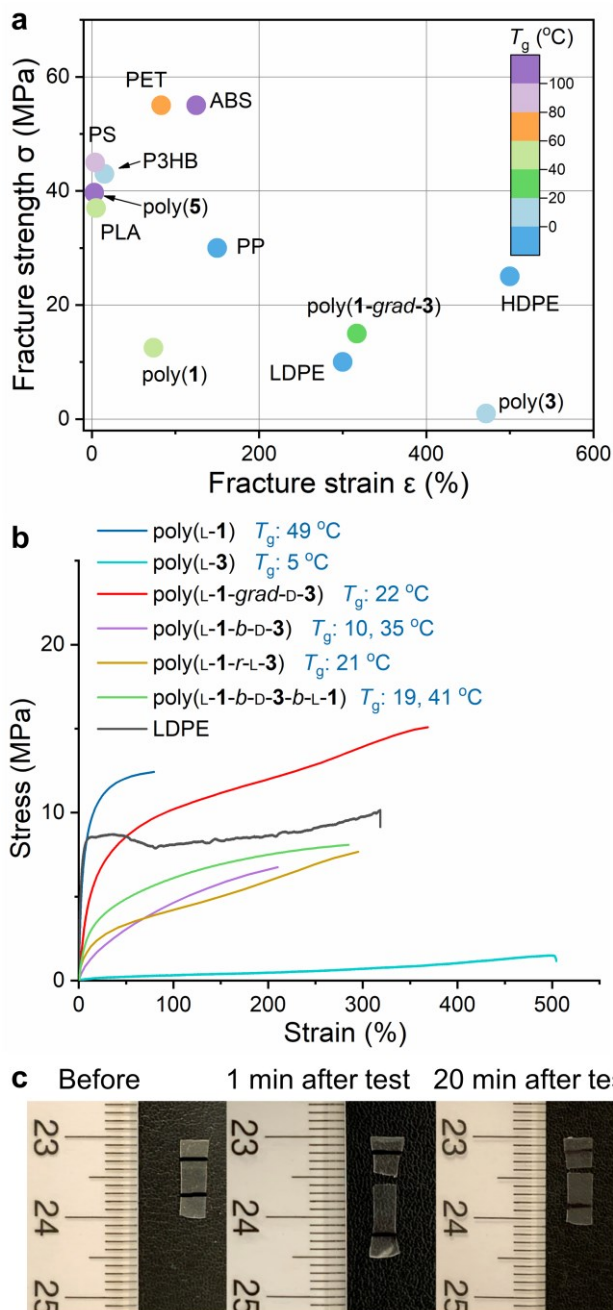 a
Tg (°C)
100
80
60
40
20
0
Fracture strength σ (MPa)
60
40
20
0
PET
ABS
PS
P3HB
poly(5)
PLA
PP
poly(1-grad-3)
HDPE
LDPE
poly(1)
poly(3)
0 200 400 600
Fracture strain ε (%)
b
poly(L-1) Tg: 49 °C
poly(L-3) Tg: 5 °C
poly(L-1-grad-D-3) Tg: 22 °C
poly(L-1-b-D-3) Tg: 10, 35 °C
poly(L-1-r-L-3) Tg: 21 °C
poly(L-1-b-D-3-b-L-1) Tg: 19, 41 °C
LDPE
Stress (MPa)
20
10
0
0 100 200 300 400 500
Strain (%)
c
Before 1 min after test 20 min after tes
23 23 23
24 24 24
25 25 25